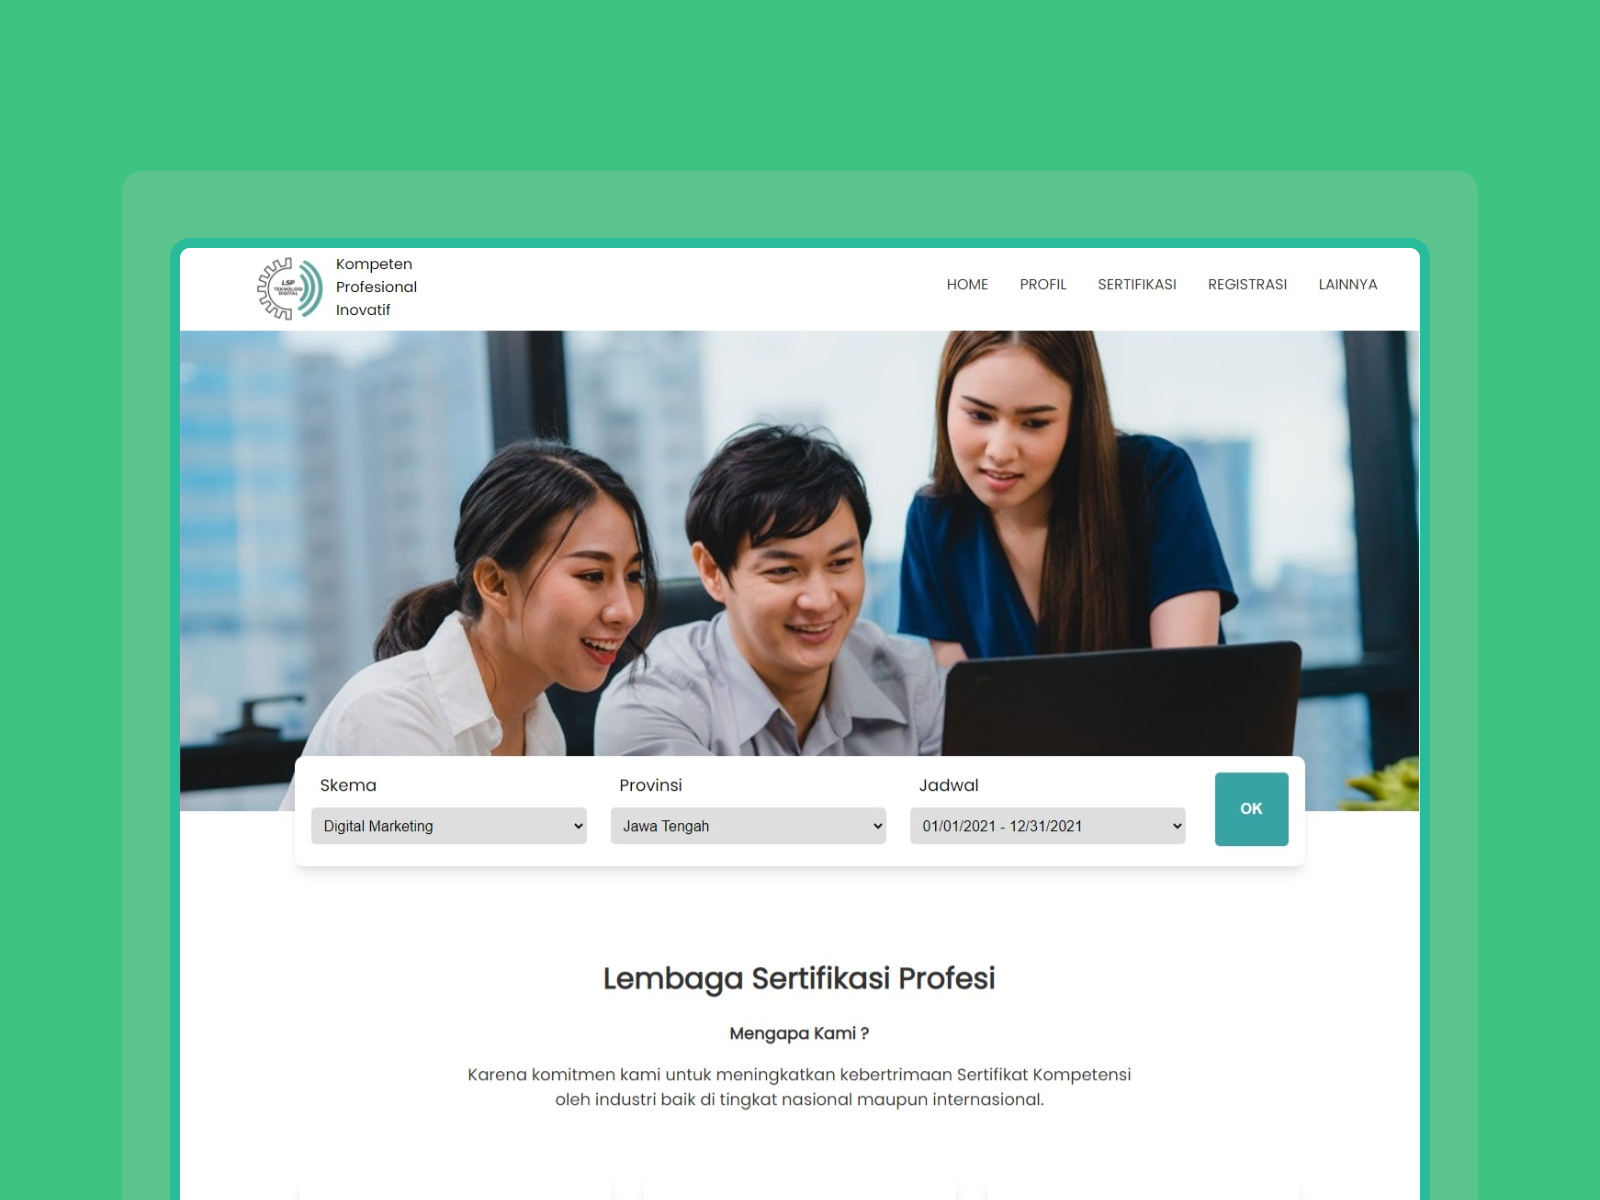 LSP
TEKNOLOGI
DIGITAL
Kompeten
Profesional
Inovatif
HOME PROFIL SERTIFIKASI REGISTRASI LAINNYA
Skema Provinsi Jadwal
Digital Marketing Jawa Tengah 01/01/2021 - 12/31/2021 OK
Lembaga Sertifikasi Profesi
Mengapa Kami ?
Karena komitmen kami untuk meningkatkan kebertrimaan Sertifikat Kompetensi
oleh industri baik di tingkat nasional maupun internasional.